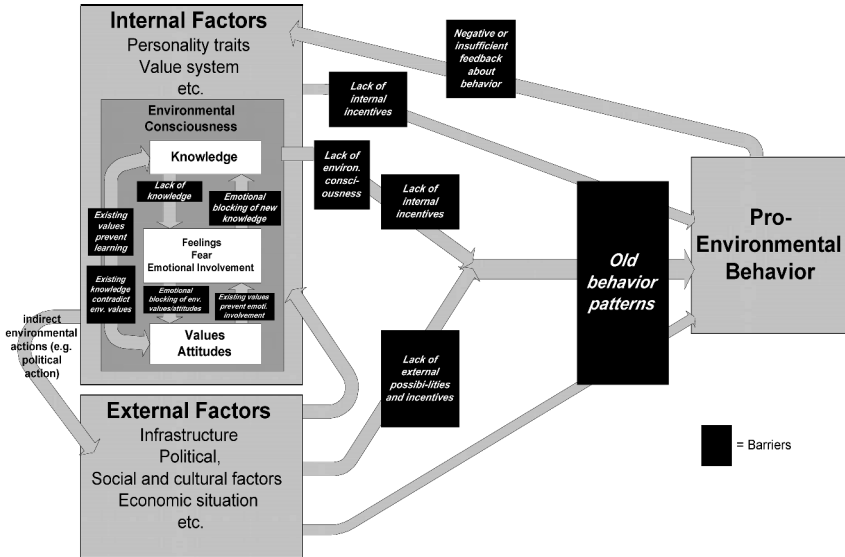 Internal Factors
Personality traits
Value system
etc.
Environmental
Consciousness
Knowledge
Lack of
knowledge
Emotional
blocking of new
knowledge
Existing
values
prevent
learning
Feelings
Fear
Emotional Involvement
Existing
knowledge
contradict
env. values
Emotional
blocking of env.
values/attitudes
Existing values
prevent emoti.
involvement
Values
Attitudes
indirect
environmental
actions (e.g.
political
action)
External Factors
Infrastructure
Political,
Social and cultural factors
Economic situation
etc.
Negative or
insufficient
feedback
about
behavior
Lack of
internal
incentives
Lack of
environ.
consci-
ousness
Lack of
internal
incentives
Lack of
external
possibi-lities
and incentives
Old
behavior
patterns
Pro-
Environmental
Behavior
= Barriers